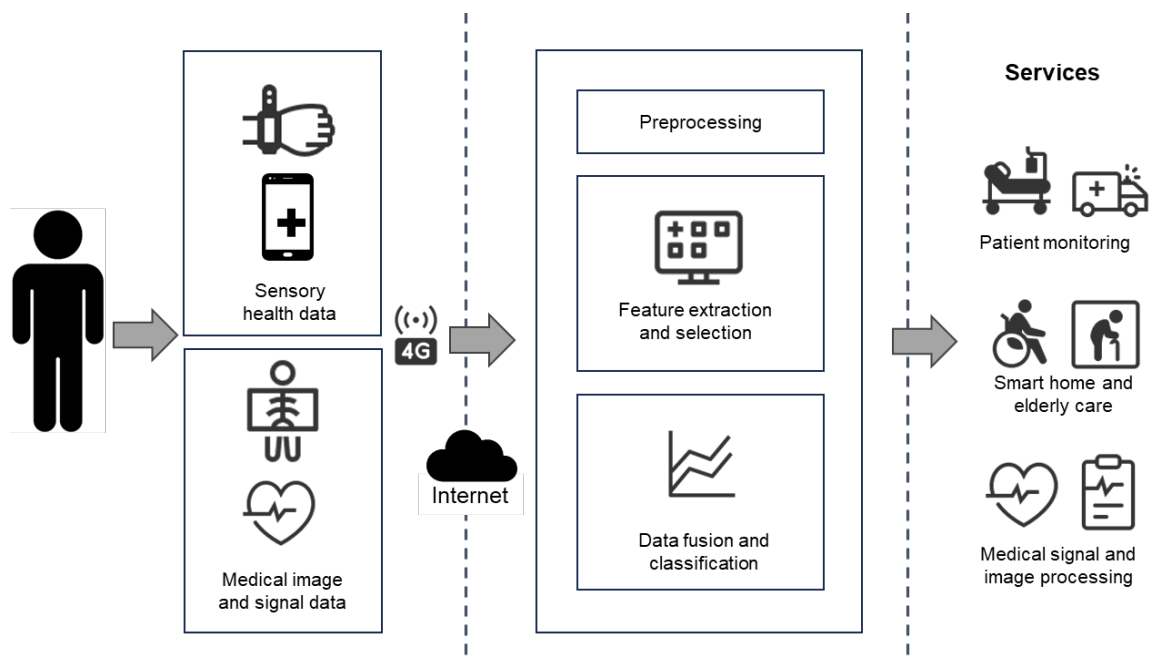 Sensory
health data
Medical image
and signal data
4G
Internet
Preprocessing
Feature extraction
and selection
Data fusion and
classification
Services
Patient monitoring
Smart home and
elderly care
Medical signal and
image processing